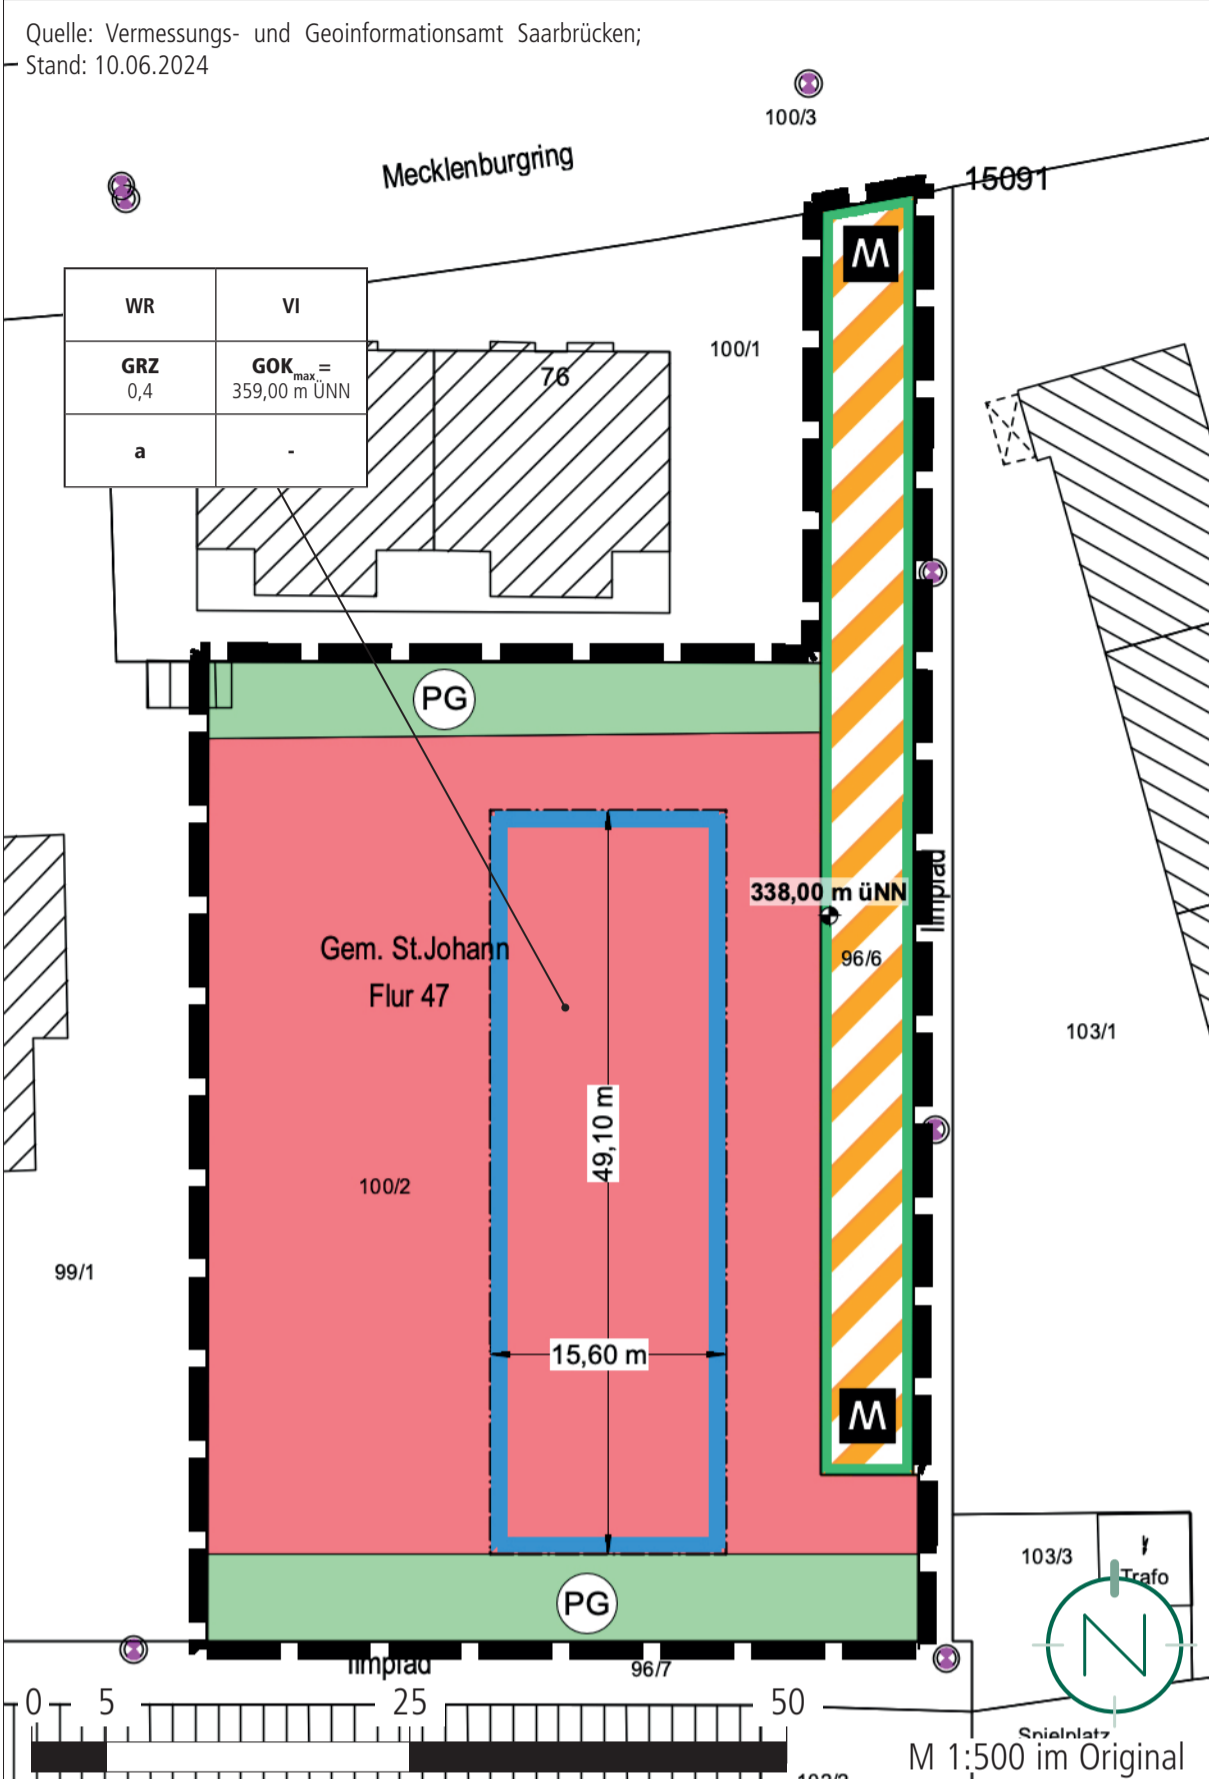 Quelle: Vermessungs- und Geoinformationsamt Saarbrücken;
Stand: 10.06.2024
100/3
Mecklenburgring
15091
WR
VI
GRZ
0,4
GOKmax =
359,00 m ÜNN
a
-
76
100/1
M
PG
338,00 m üNN
96/6
Gem. St.Johann
Flur 47
103/1
49,10 m
100/2
99/1
15,60 m
M
103/3
Trafo
PG
96/7
N
0
5
25
50
Spielplatz
M 1:500 im Original